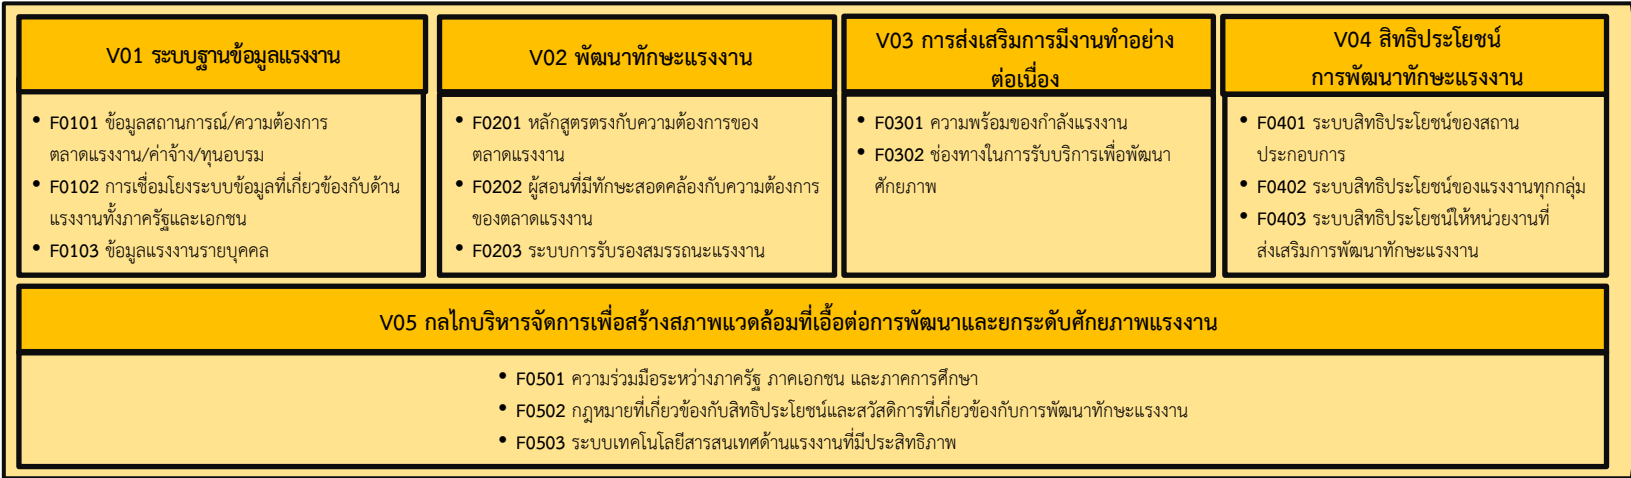 V01 ระบบฐานข้อมูลแรงงาน
• F0101 ข้อมูลสถานการณ์/ความต้องการ
ตลาดแรงงาน/ค่าจ้าง/ทุนอบรม
• F0102 การเชื่อมโยงระบบข้อมูลที่เกี่ยวข้องกับด้าน
แรงงานทั้งภาครัฐและเอกชน
• F0103 ข้อมูลแรงงานรายบุคคล
V02 พัฒนาทักษะแรงงาน
• F0201 หลักสูตรตรงกับความต้องการของ
ตลาดแรงงาน
• F0202 ผู้สอนที่มีทักษะสอดคล้องกับความต้องการ
ของตลาดแรงงาน
• F0203 ระบบการรับรองสมรรถนะแรงงาน
V03 การส่งเสริมการมีงานทำอย่าง
ต่อเนื่อง
• F0301 ความพร้อมของกำลังแรงงาน
• F0302 ช่องทางในการรับบริการเพื่อพัฒนา
ศักยภาพ
V04 สิทธิประโยชน์
การพัฒนาทักษะแรงงาน
• F0401 ระบบสิทธิประโยชน์ของสถาน
ประกอบการ
• F0402 ระบบสิทธิประโยชน์ของแรงงานทุกกลุ่ม
• F0403 ระบบสิทธิประโยชน์ให้หน่วยงานที่
ส่งเสริมการพัฒนาทักษะแรงงาน
V05 กลไกบริหารจัดการเพื่อสร้างสภาพแวดล้อมที่เอื้อต่อการพัฒนาและยกระดับศักยภาพแรงงาน
• F0501 ความร่วมมือระหว่างภาครัฐ ภาคเอกชน และภาคการศึกษา
• F0502 กฎหมายที่เกี่ยวข้องกับสิทธิประโยชน์และสวัสดิการที่เกี่ยวข้องกับการพัฒนาทักษะแรงงาน
• F0503 ระบบเทคโนโลยีสารสนเทศด้านแรงงานที่มีประสิทธิภาพ